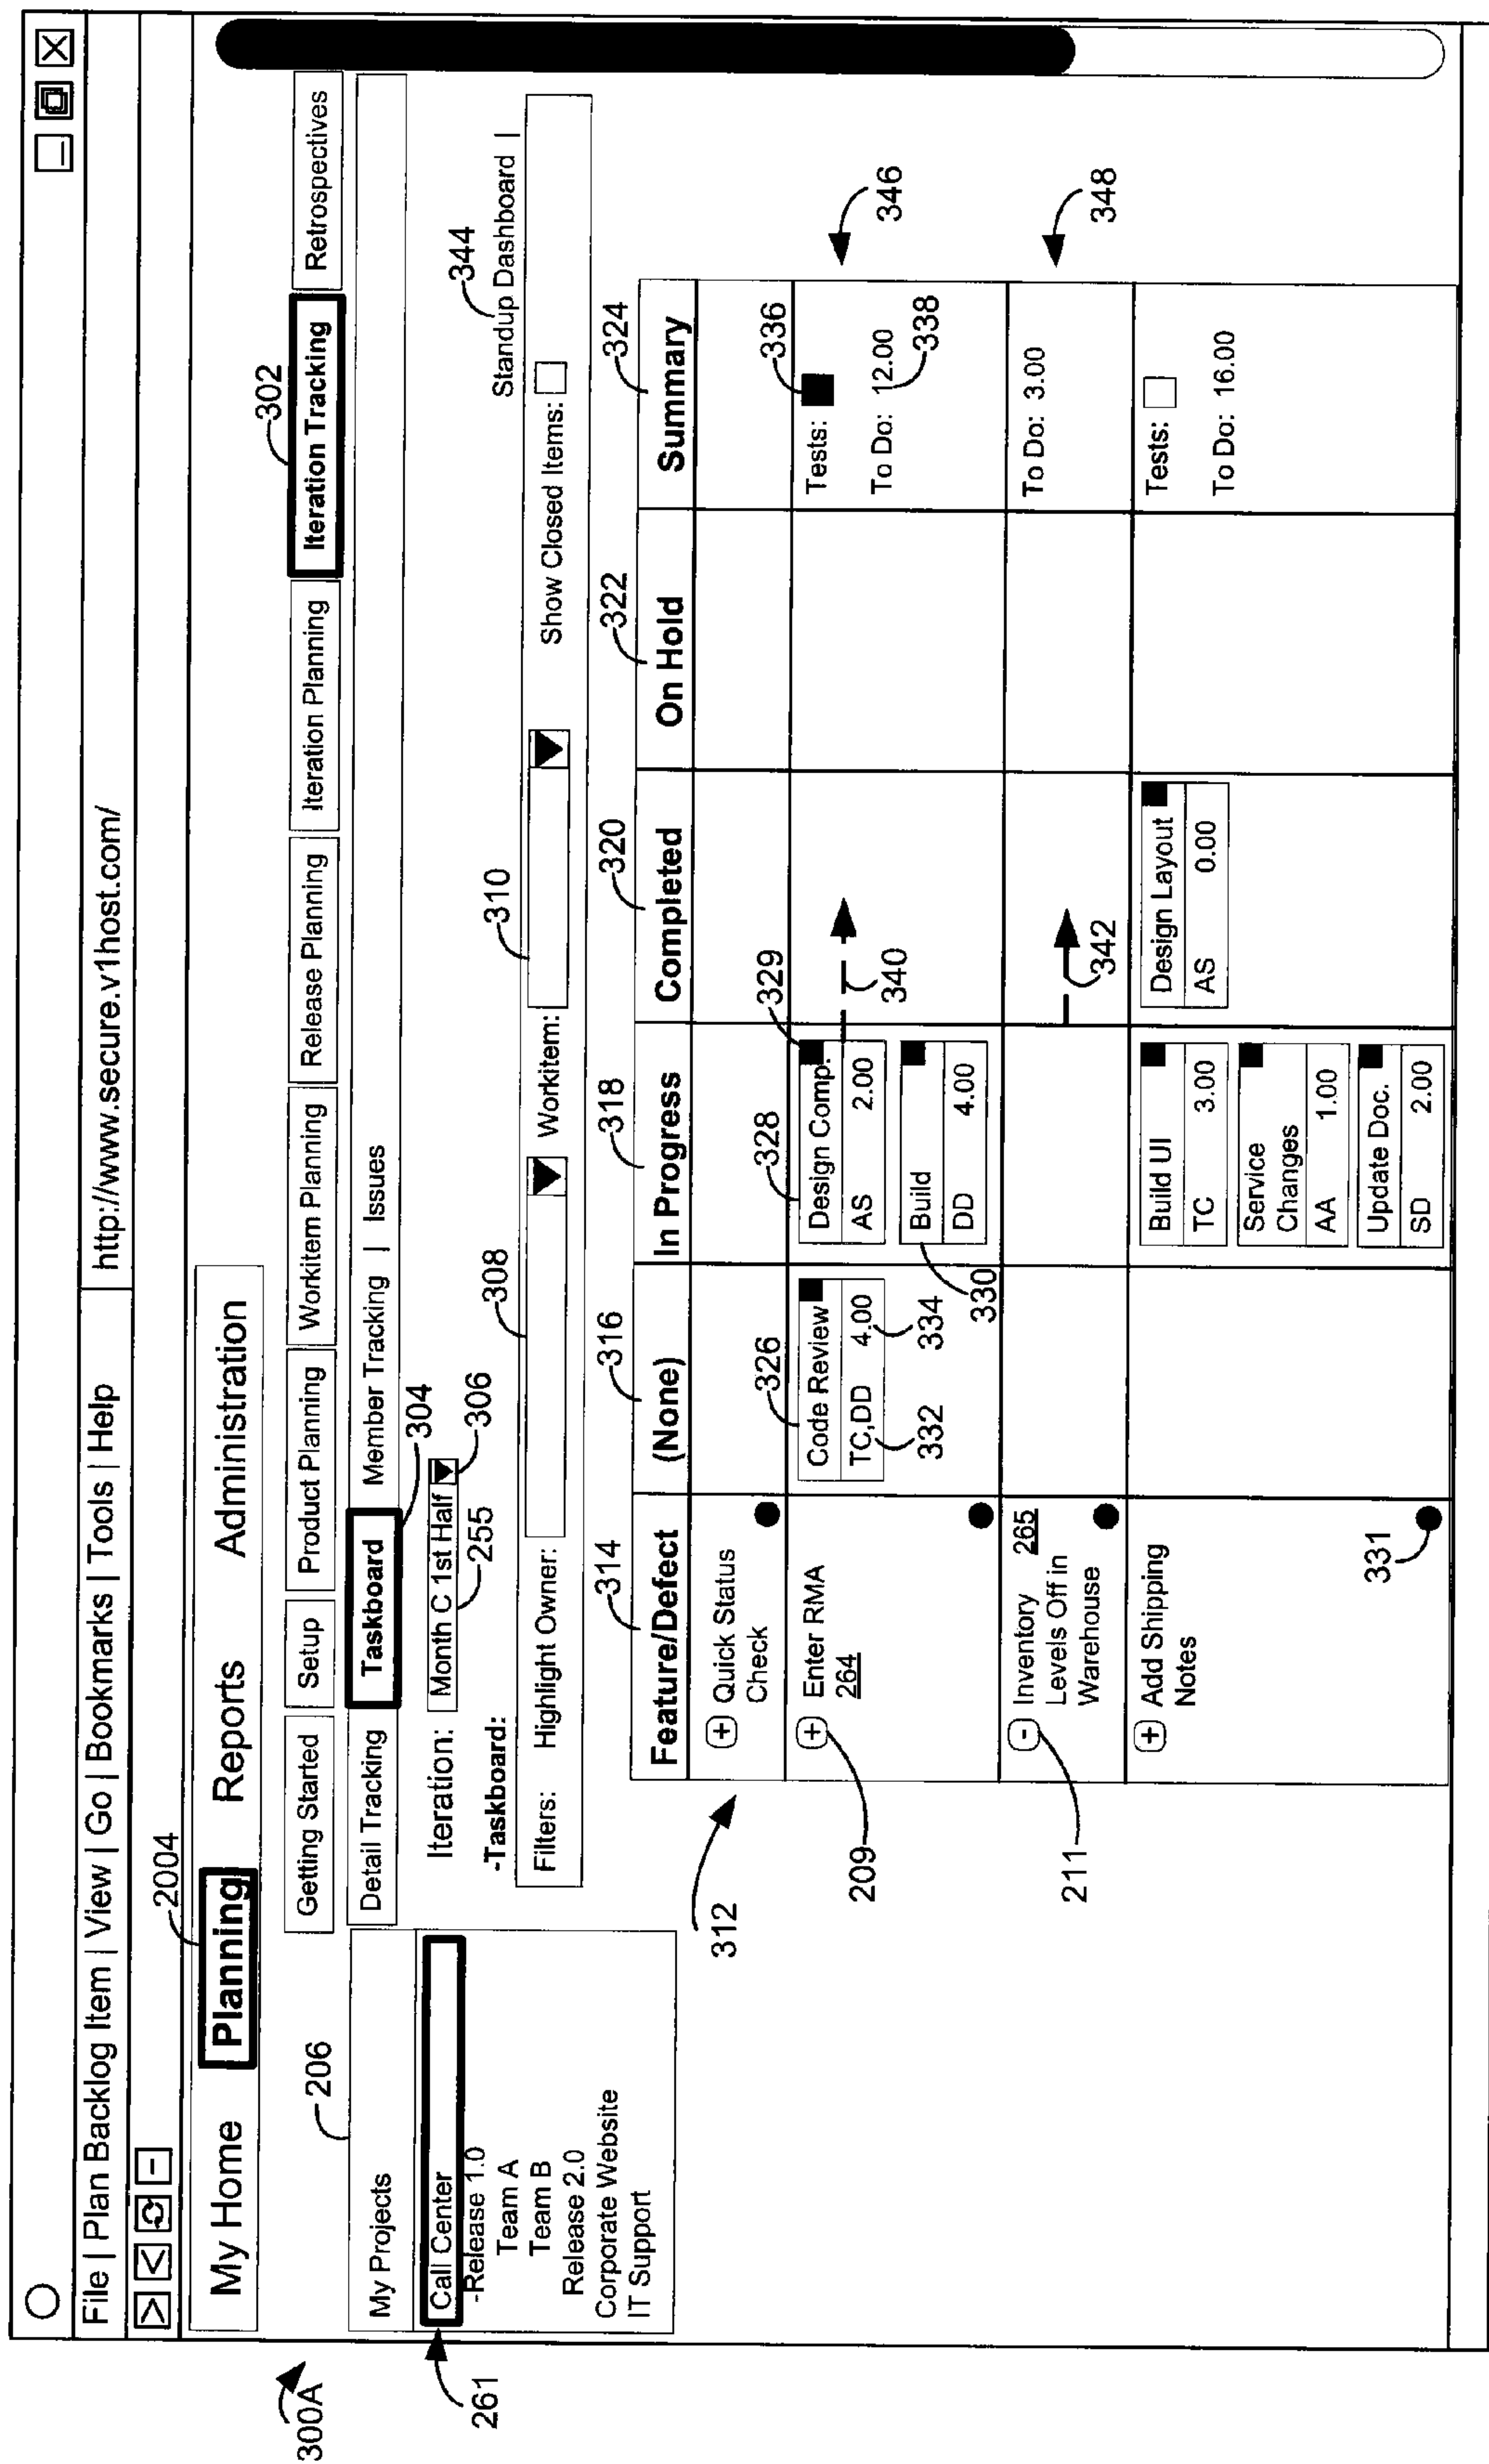 300A
File | Plan Backlog Item | View | Go | Bookmarks | Tools | Help
http://www.secure.v1host.com/
2004
My Home Planning Reports Administration
302
Getting Started Setup Product Planning Workitem Planning Release Planning Iteration Planning Iteration Tracking Retrospectives
206
Detail Tracking Taskboard Member Tracking | Issues
304
My Projects
261
Call Center
-Release 1.0
Team A
Team B
Release 2.0
Corporate Website
IT Support
Iteration: Month C 1st Half
255
306
344
-Taskboard:
Standup Dashboard |
308
310
Filters: Highlight Owner: Workitem: Show Closed Items:
312
314 316 318 320 322 324
Feature/Defect (None) In Progress Completed On Hold Summary
+ Quick Status
Check
326 328 329 336
209
+ Enter RMA
264
Code Review
TC,DD 4.00
332 334
Design Comp.
AS 2.00
Build
DD 4.00
330
340
Tests:
To Do: 12.00
338
346
211
- Inventory 265
Levels Off in
Warehouse
342
To Do: 3.00
348
+ Add Shipping
Notes
331
Build UI
TC 3.00
Service
Changes
AA 1.00
Update Doc.
SD 2.00
Design Layout
AS 0.00
Tests:
To Do: 16.00